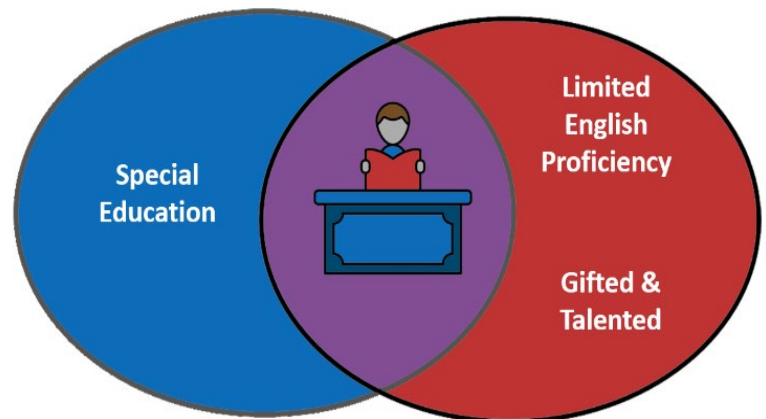 Special
Education
Limited
English
Proficiency
Gifted &
Talented